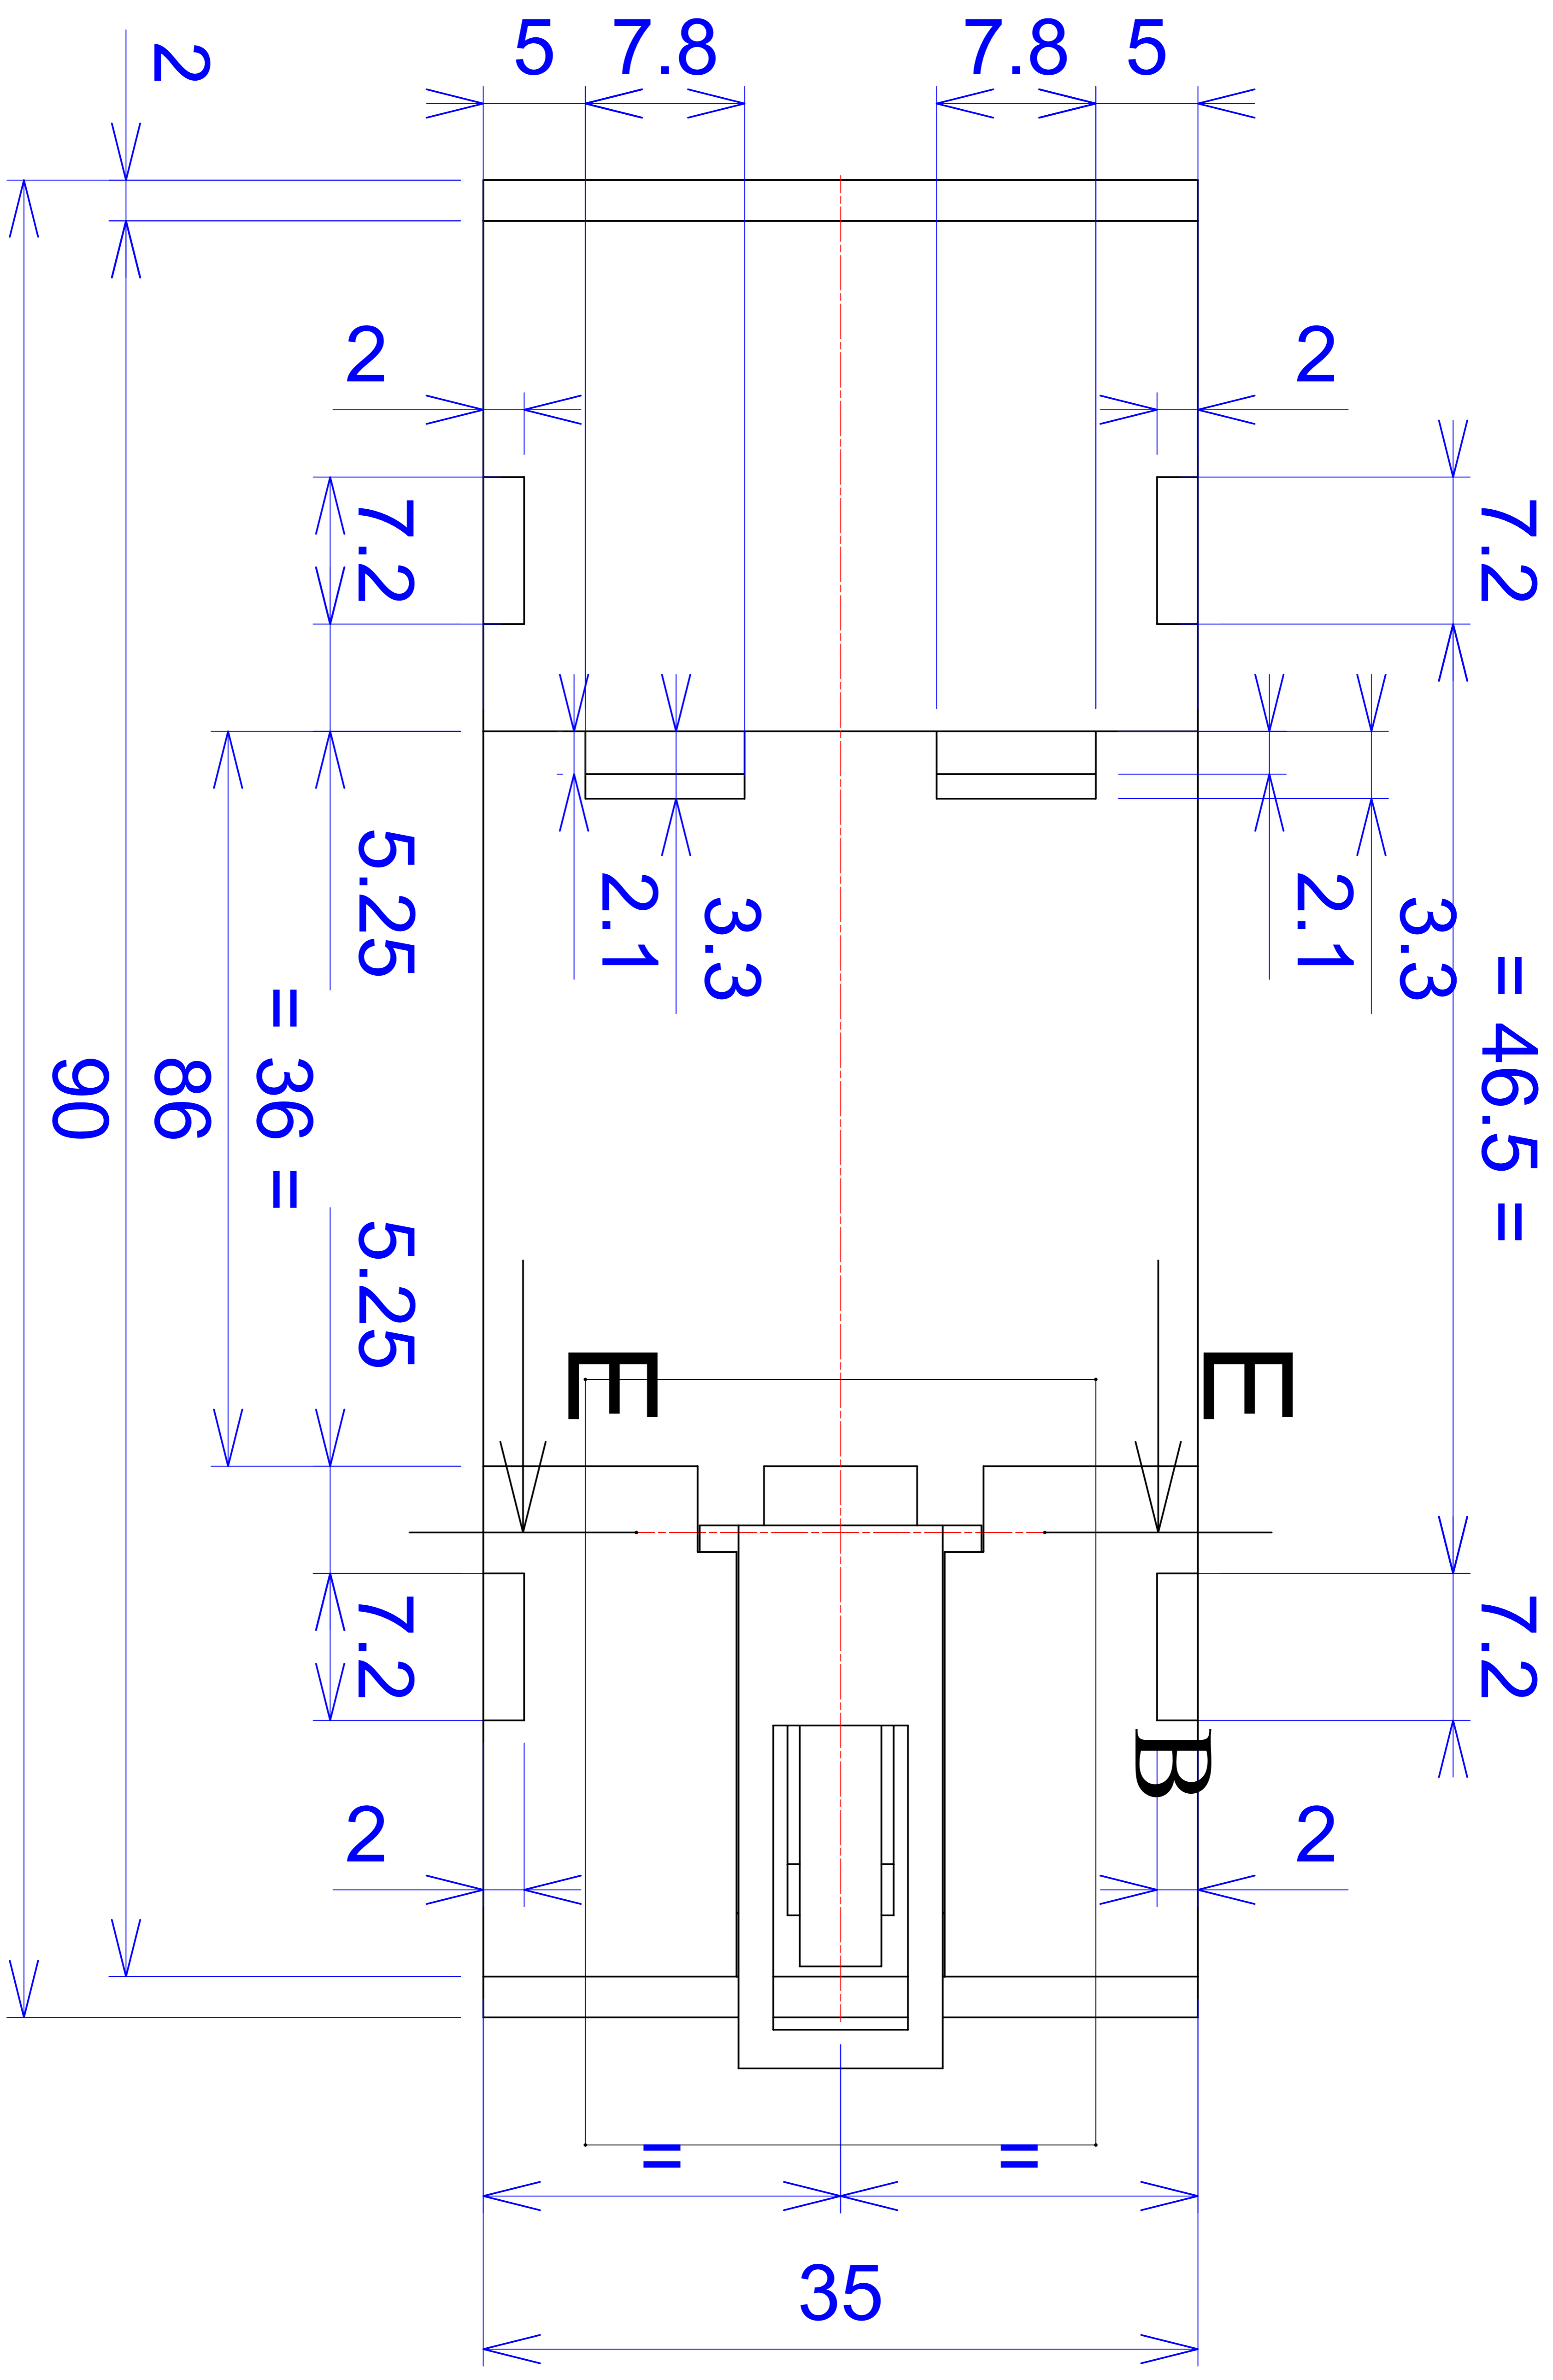 5 7.8 7.8 5
2
2 2
7.2 7.2
5.25 2.1 3.3 2.1 3.3
= 46.5 =
90 86 = 36 =
5.25
E E
7.2 7.2
B
2 2
= =
35